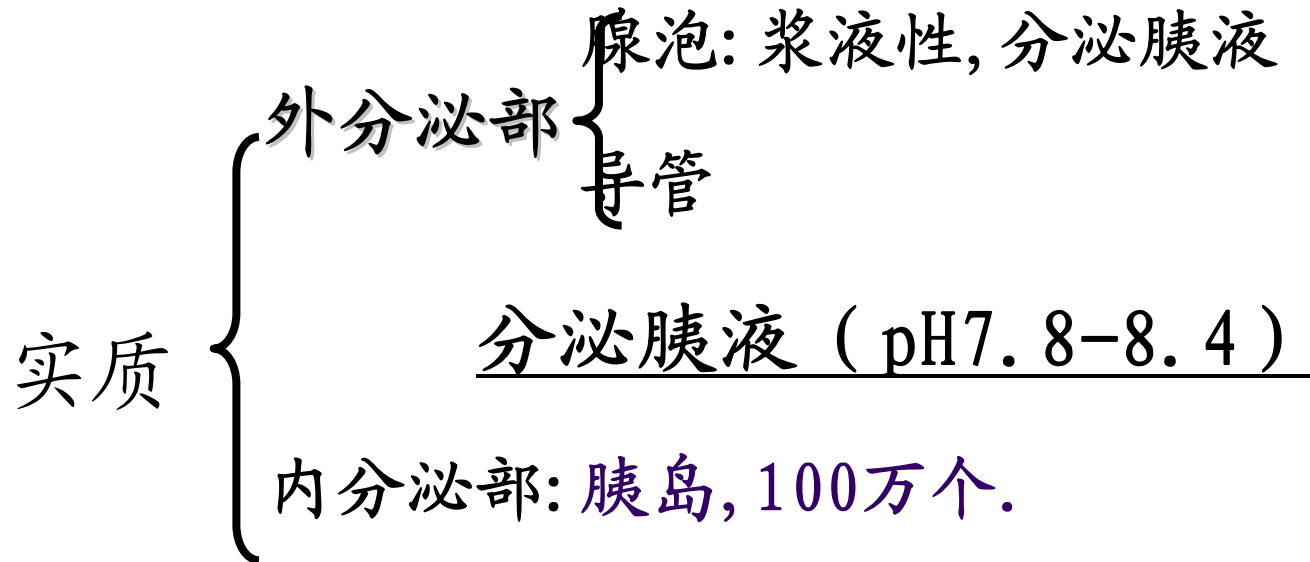 腺泡:浆液性,分泌胰液
外分泌部
导管
分泌胰液(pH7.8-8.4)
实质
内分泌部:胰岛,100万个.